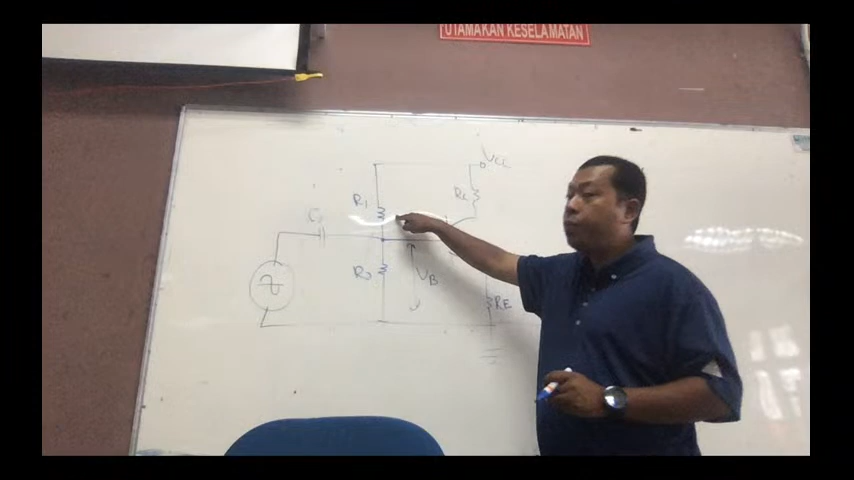 UTAMAKAN KESELAMATAN
VCC
R1
RC
C1
R2
VB
RE